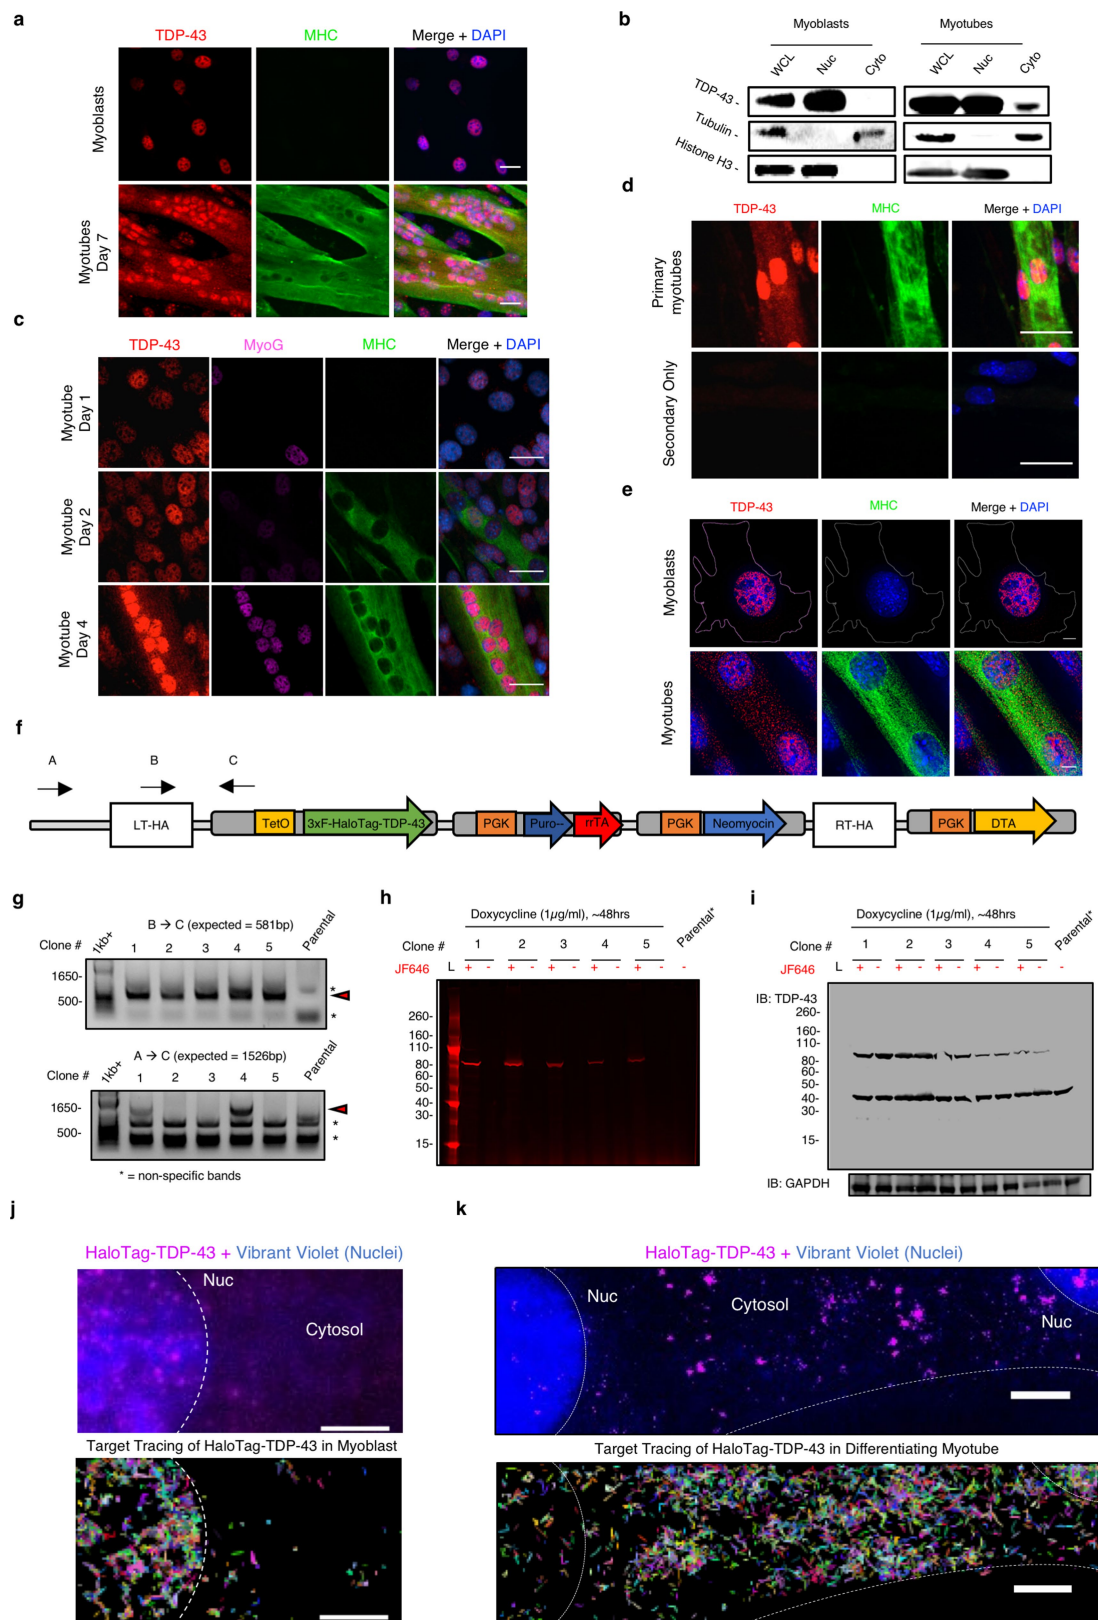 a
TDP-43 MHC Merge + DAPI
Myoblasts
Myotubes
Day 7
b
Myoblasts Myotubes
WCL Nuc Cyto WCL Nuc Cyto
TDP-43 -
Tubulin -
Histone H3 -
c
TDP-43 MyoG MHC Merge + DAPI
Myotube
Day 1
Myotube
Day 2
Myotube
Day 4
d
TDP-43 MHC Merge + DAPI
Primary
myotubes
Secondary Only
e
TDP-43 MHC Merge + DAPI
Myoblasts
Myotubes
f
A B C
LT-HA TetO 3xF-HaloTag-TDP-43 PGK Puro-- rrTA PGK Neomyocin RT-HA PGK DTA
g
B → C (expected = 581bp)
Clone # 1kb+ 1 2 3 4 5 Parental
1650-
500-
*
*
A → C (expected = 1526bp)
Clone # 1kb+ 1 2 3 4 5 Parental
1650-
500-
*
*
* = non-specific bands
h
Doxycycline (1µg/ml), ~48hrs
Clone # 1 2 3 4 5 Parental*
JF646 L + - + - + - + - + - -
260-
160-
110-
80-
60-
50-
40-
30-
15-
i
Doxycycline (1µg/ml), ~48hrs
Clone # 1 2 3 4 5 Parental*
JF646 L + - + - + - + - + - -
IB: TDP-43
260-
160-
110-
80-
60-
50-
40-
30-
15-
IB: GAPDH
j
HaloTag-TDP-43 + Vibrant Violet (Nuclei)
Nuc
Cytosol
Target Tracing of HaloTag-TDP-43 in Myoblast
k
HaloTag-TDP-43 + Vibrant Violet (Nuclei)
Nuc
Cytosol
Nuc
Target Tracing of HaloTag-TDP-43 in Differentiating Myotube